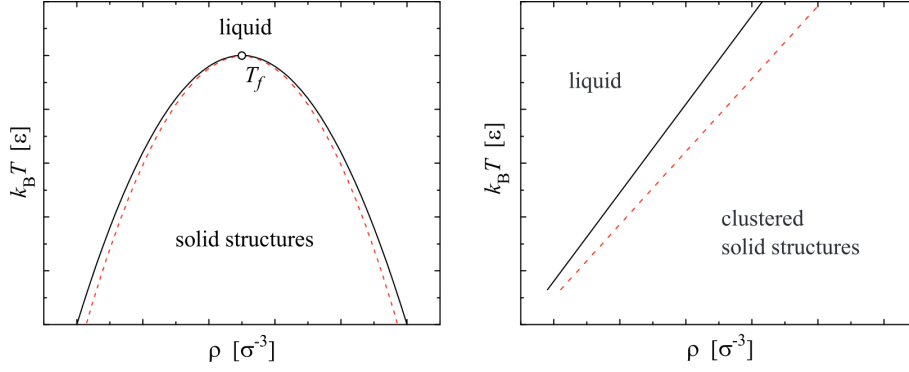 liquid
T_f
k_B T [ε]
solid structures
ρ [σ⁻³]
liquid
k_B T [ε]
clustered
solid structures
ρ [σ⁻³]